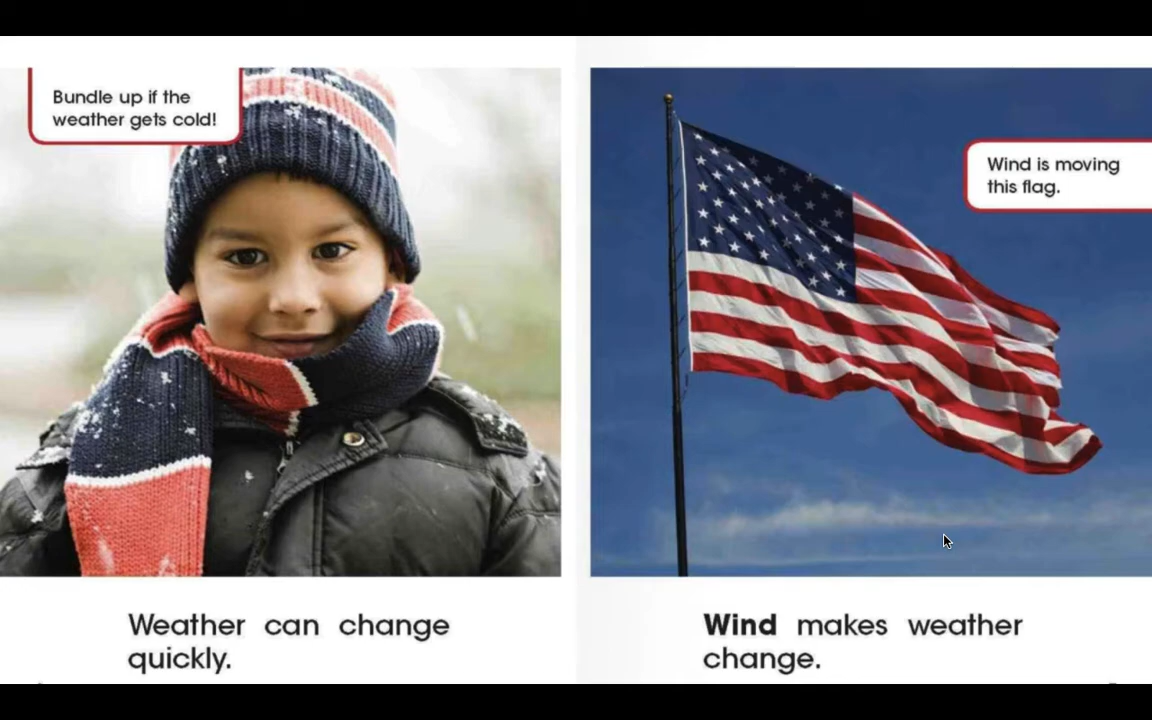 Bundle up if the
weather gets cold!
Weather can change
quickly.
Wind is moving
this flag.
Wind makes weather
change.